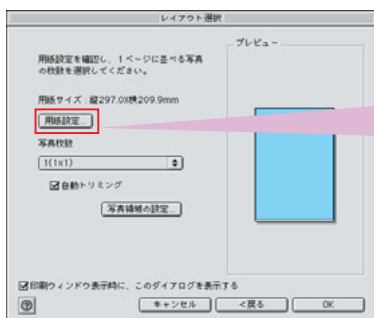 レイアウト選択
用紙設定を確認し、1ページに並べる写真
の枚数を選択してください。
用紙サイズ：縦297.0X横209.9mm
用紙設定...
写真枚数
1(1x1)
自動トリミング
写真領域の設定...
プレビュー
印刷ウィンドウ表示時に、このダイアログを表示する
?
キャンセル
<戻る
OK